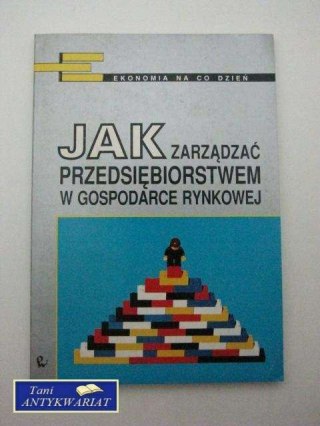 EKONOMIA NA CO DZIEŃ
JAK ZARZĄDZAĆ
PRZEDSIĘBIORSTWEM
W GOSPODARCE RYNKOWEJ
Tani
ANTYKWARIAT